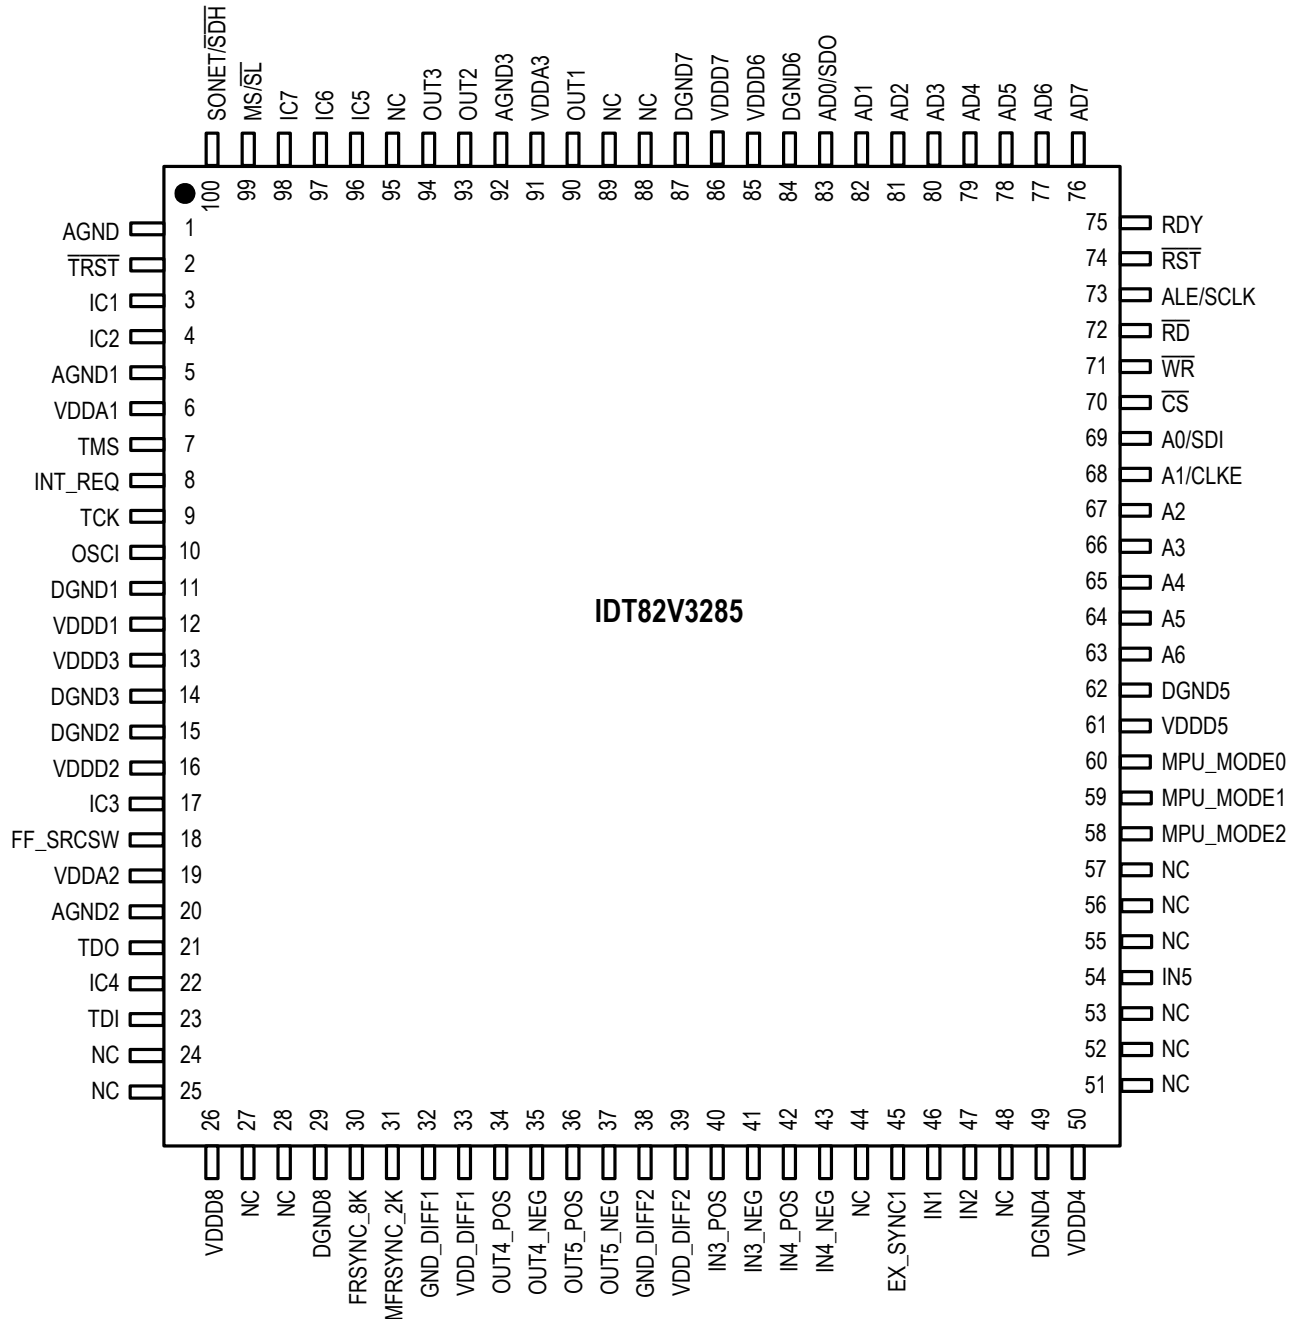 SONET/SDH
MS/SL
IC7
IC6
IC5
NC
OUT3
OUT2
AGND3
VDDA3
OUT1
NC
NC
DGND7
VDDD7
VDDD6
DGND6
AD0/SDO
AD1
AD2
AD3
AD4
AD5
AD6
AD7
100
99
98
97
96
95
94
93
92
91
90
89
88
87
86
85
84
83
82
81
80
79
78
77
76
AGND 1
TRST 2
IC1 3
IC2 4
AGND1 5
VDDA1 6
TMS 7
INT_REQ 8
TCK 9
OSCI 10
DGND1 11
VDDD1 12
VDDD3 13
DGND3 14
DGND2 15
VDDD2 16
IC3 17
FF_SRCSW 18
VDDA2 19
AGND2 20
TDO 21
IC4 22
TDI 23
NC 24
NC 25
IDT82V3285
75 RDY
74 RST
73 ALE/SCLK
72 RD
71 WR
70 CS
69 A0/SDI
68 A1/CLKE
67 A2
66 A3
65 A4
64 A5
63 A6
62 DGND5
61 VDDD5
60 MPU_MODE0
59 MPU_MODE1
58 MPU_MODE2
57 NC
56 NC
55 NC
54 IN5
53 NC
52 NC
51 NC
26
27
28
29
30
31
32
33
34
35
36
37
38
39
40
41
42
43
44
45
46
47
48
49
50
VDDD8
NC
NC
DGND8
FRSYNC_8K
MFRSYNC_2K
GND_DIFF1
VDD_DIFF1
OUT4_POS
OUT4_NEG
OUT5_POS
OUT5_NEG
GND_DIFF2
VDD_DIFF2
IN3_POS
IN3_NEG
IN4_POS
IN4_NEG
NC
EX_SYNC1
IN1
IN2
NC
DGND4
VDDD4